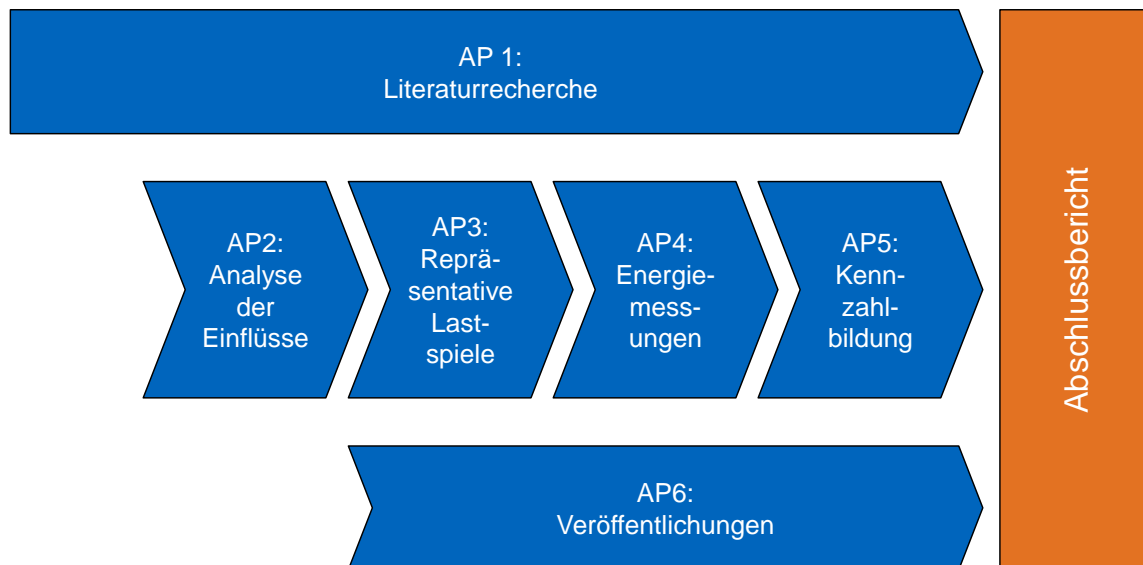 AP 1:
Literaturrecherche
AP2:
Analyse
der
Einflüsse
AP3:
Reprä-
sentative
Last-
spiele
AP4:
Energie-
mess-
ungen
AP5:
Kenn-
zahl-
bildung
AP6:
Veröffentlichungen
Abschlussbericht